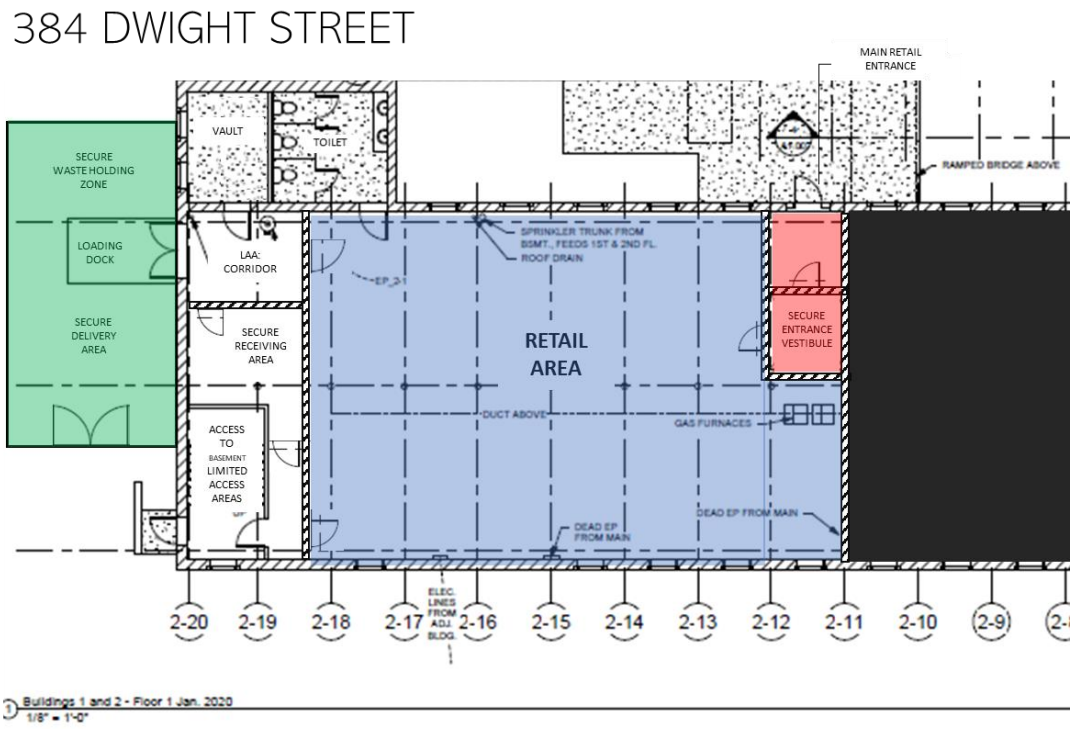 384 DWIGHT STREET
MAIN RETAIL
ENTRANCE
VAULT
TOILET
SECURE
WASTE HOLDING
ZONE
RAMPED BRIDGE ABOVE
SPRINKLER TRUNK FROM
BSMT., FEEDS 1ST & 2ND FL.
ROOF DRAIN
LOADING
DOCK
LAA:
CORRIDOR
EP_2-1
SECURE
DELIVERY
AREA
SECURE
RECEIVING
AREA
RETAIL
AREA
SECURE
ENTRANCE
VESTIBULE
DUCT ABOVE
GAS FURNACES
ACCESS
TO
BASEMENT
LIMITED
ACCESS
AREAS
DEAD EP FROM MAIN
DEAD EP
FROM MAIN
ELEC.
LINES
FROM
ADJ.
BLDG.
2-20 2-19 2-18 2-17 2-16 2-15 2-14 2-13 2-12 2-11 2-10 2-9
1
Buildings 1 and 2 - Floor 1 Jan. 2020
1/8" = 1'-0"